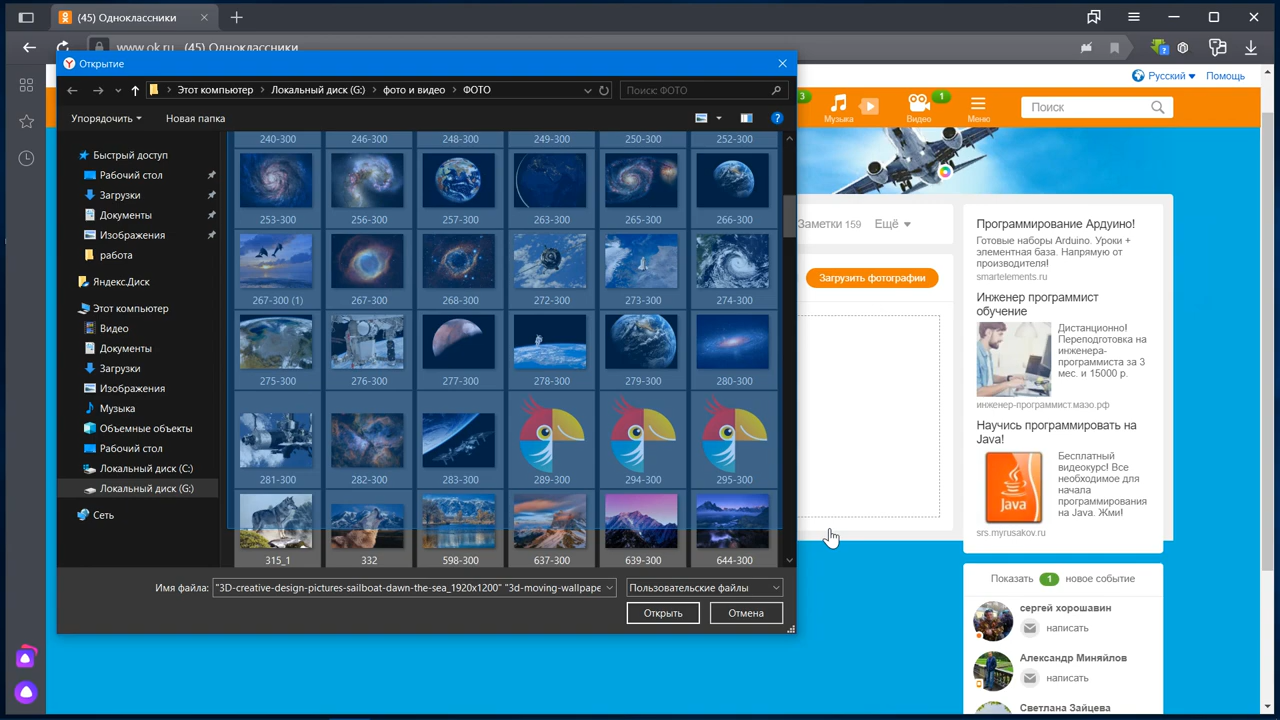 (45) Одноклассники
www.ok.ru (45) Одноклассники
Открытие
Этот компьютер
Локальный диск (G:)
фото и видео
ФОТО
Поиск: ФОТО
Упорядочить
Новая папка
Быстрый доступ
Рабочий стол
Загрузки
Документы
Изображения
работа
Яндекс.Диск
Этот компьютер
Видео
Документы
Загрузки
Изображения
Музыка
Объемные объекты
Рабочий стол
Локальный диск (C:)
Локальный диск (G:)
Сеть
240-300 246-300 248-300 249-300 250-300 252-300
253-300 256-300 257-300 263-300 265-300 266-300
267-300 (1) 267-300 268-300 272-300 273-300 274-300
275-300 276-300 277-300 278-300 279-300 280-300
281-300 282-300 283-300 289-300 294-300 295-300
315_1 332 598-300 637-300 639-300 644-300
Имя файла: "3D-creative-design-pictures-sailboat-dawn-the-sea_1920x1200" "3d-moving-wallpape
Пользовательские файлы
Открыть
Отмена
Русский
Помощь
3
Музыка
1
Видео
Меню
Поиск
Заметки 159
Ещё
Загрузить фотографии
Программирование Ардуино!
Готовые наборы Arduino. Уроки +
элементная база. Напрямую от
производителя!
smartelements.ru
Инженер программист
обучение
Дистанционно!
Переподготовка на
инженера-
программиста за 3
мес. и 15000 р.
инженер-программист.маэо.рф
Научись программировать на
Java!
Java
Бесплатный
видеокурс! Все
необходимое для
начала
программирования
на Java. Жми!
srs.myrusakov.ru
Показать 1 новое событие
сергей хорошавин
написать
Александр Миняйлов
написать
Светлана Зайцева